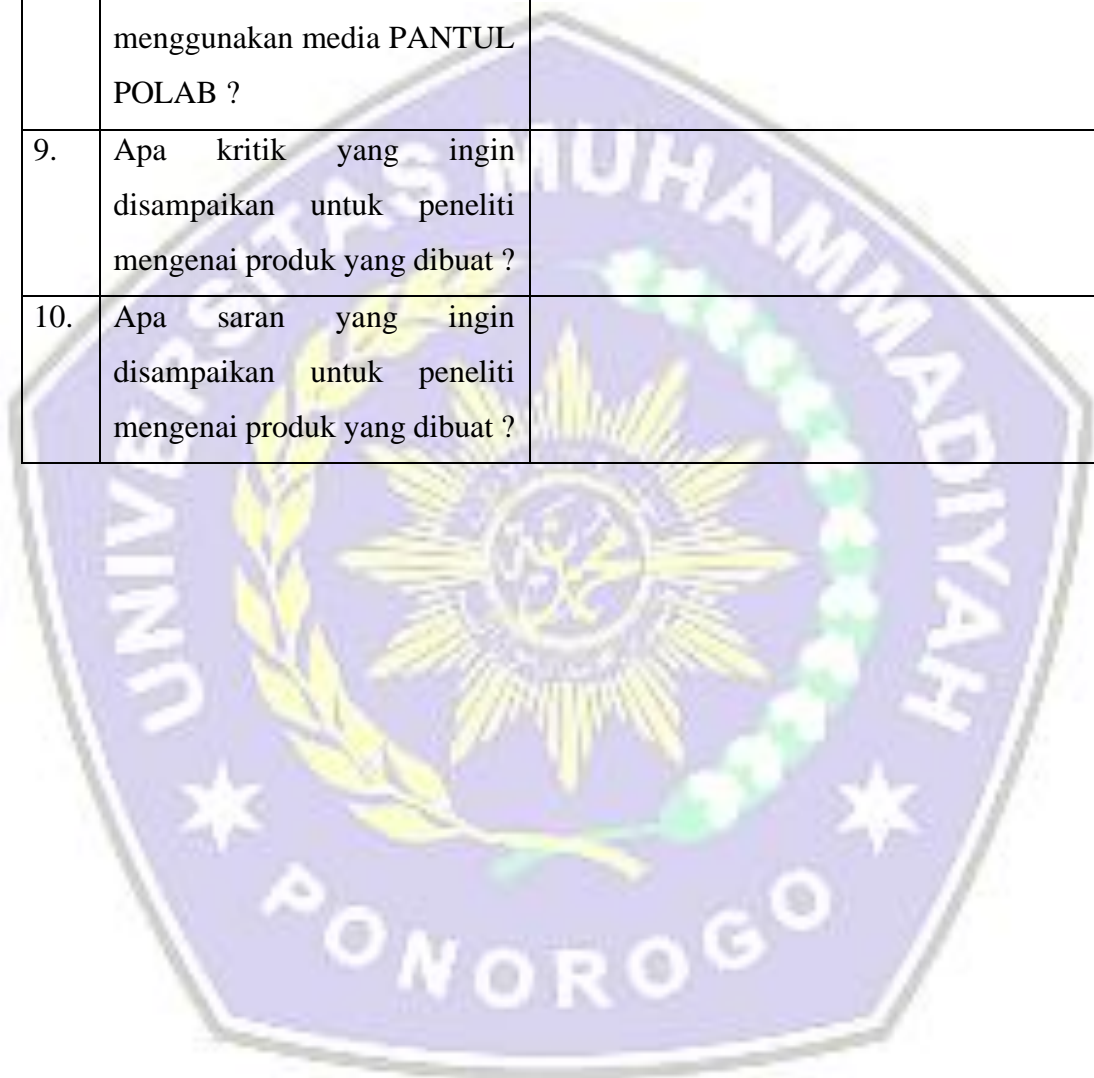 menggunakan media PANTUL
POLAB ?
9. Apa kritik yang ingin
disampaikan untuk peneliti
mengenai produk yang dibuat ?
10. Apa saran yang ingin
disampaikan untuk peneliti
mengenai produk yang dibuat ?
UNIVERSITAS MUHAMMADIYAH
PONOROGO